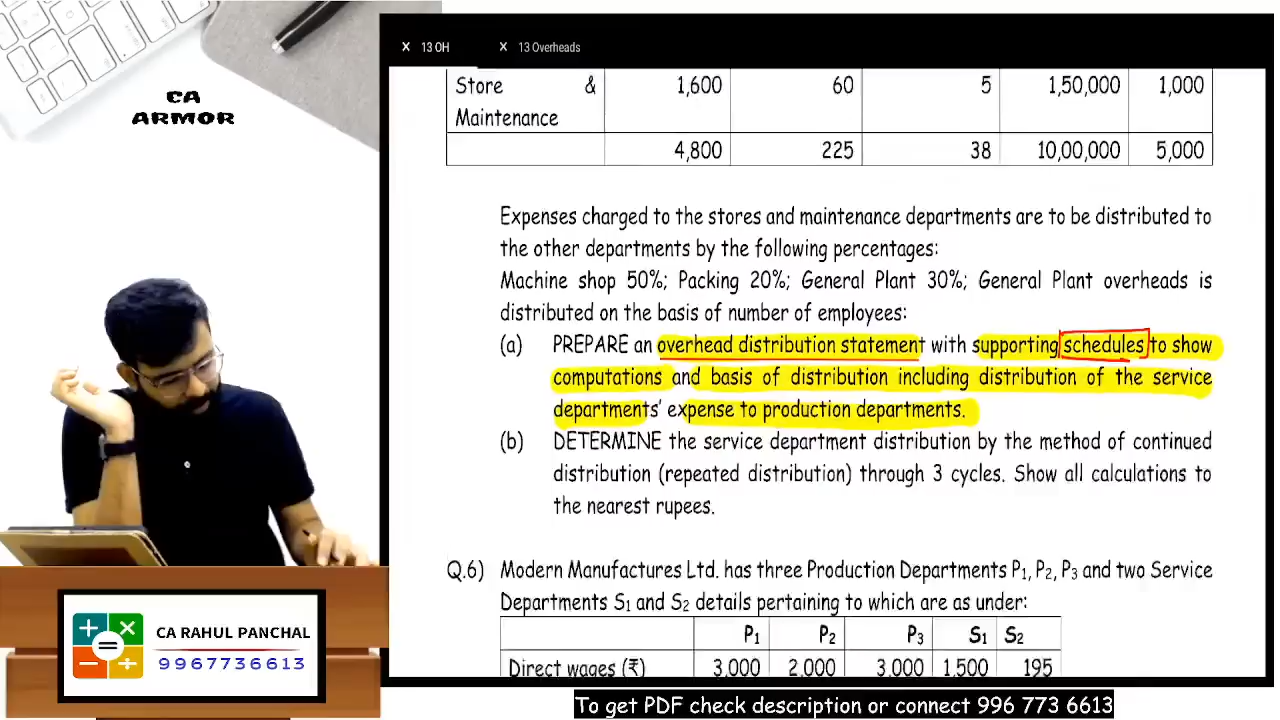 CA
ARMOR
× 13 OH × 13 Overheads
Store & 1,600 60 5 1,50,000 1,000
Maintenance
4,800 225 38 10,00,000 5,000
Expenses charged to the stores and maintenance departments are to be distributed to
the other departments by the following percentages:
Machine shop 50%; Packing 20%; General Plant 30%; General Plant overheads is
distributed on the basis of number of employees:
(a) PREPARE an overhead distribution statement with supporting schedules to show
computations and basis of distribution including distribution of the service
departments' expense to production departments.
(b) DETERMINE the service department distribution by the method of continued
distribution (repeated distribution) through 3 cycles. Show all calculations to
the nearest rupees.
Q.6) Modern Manufactures Ltd. has three Production Departments P₁, P₂, P₃ and two Service
Departments S₁ and S₂ details pertaining to which are as under:
P₁ P₂ P₃ S₁ S₂
Direct wages (₹) 3,000 2,000 3,000 1,500 195
CA RAHUL PANCHAL
9967736613
To get PDF check description or connect 996 773 6613